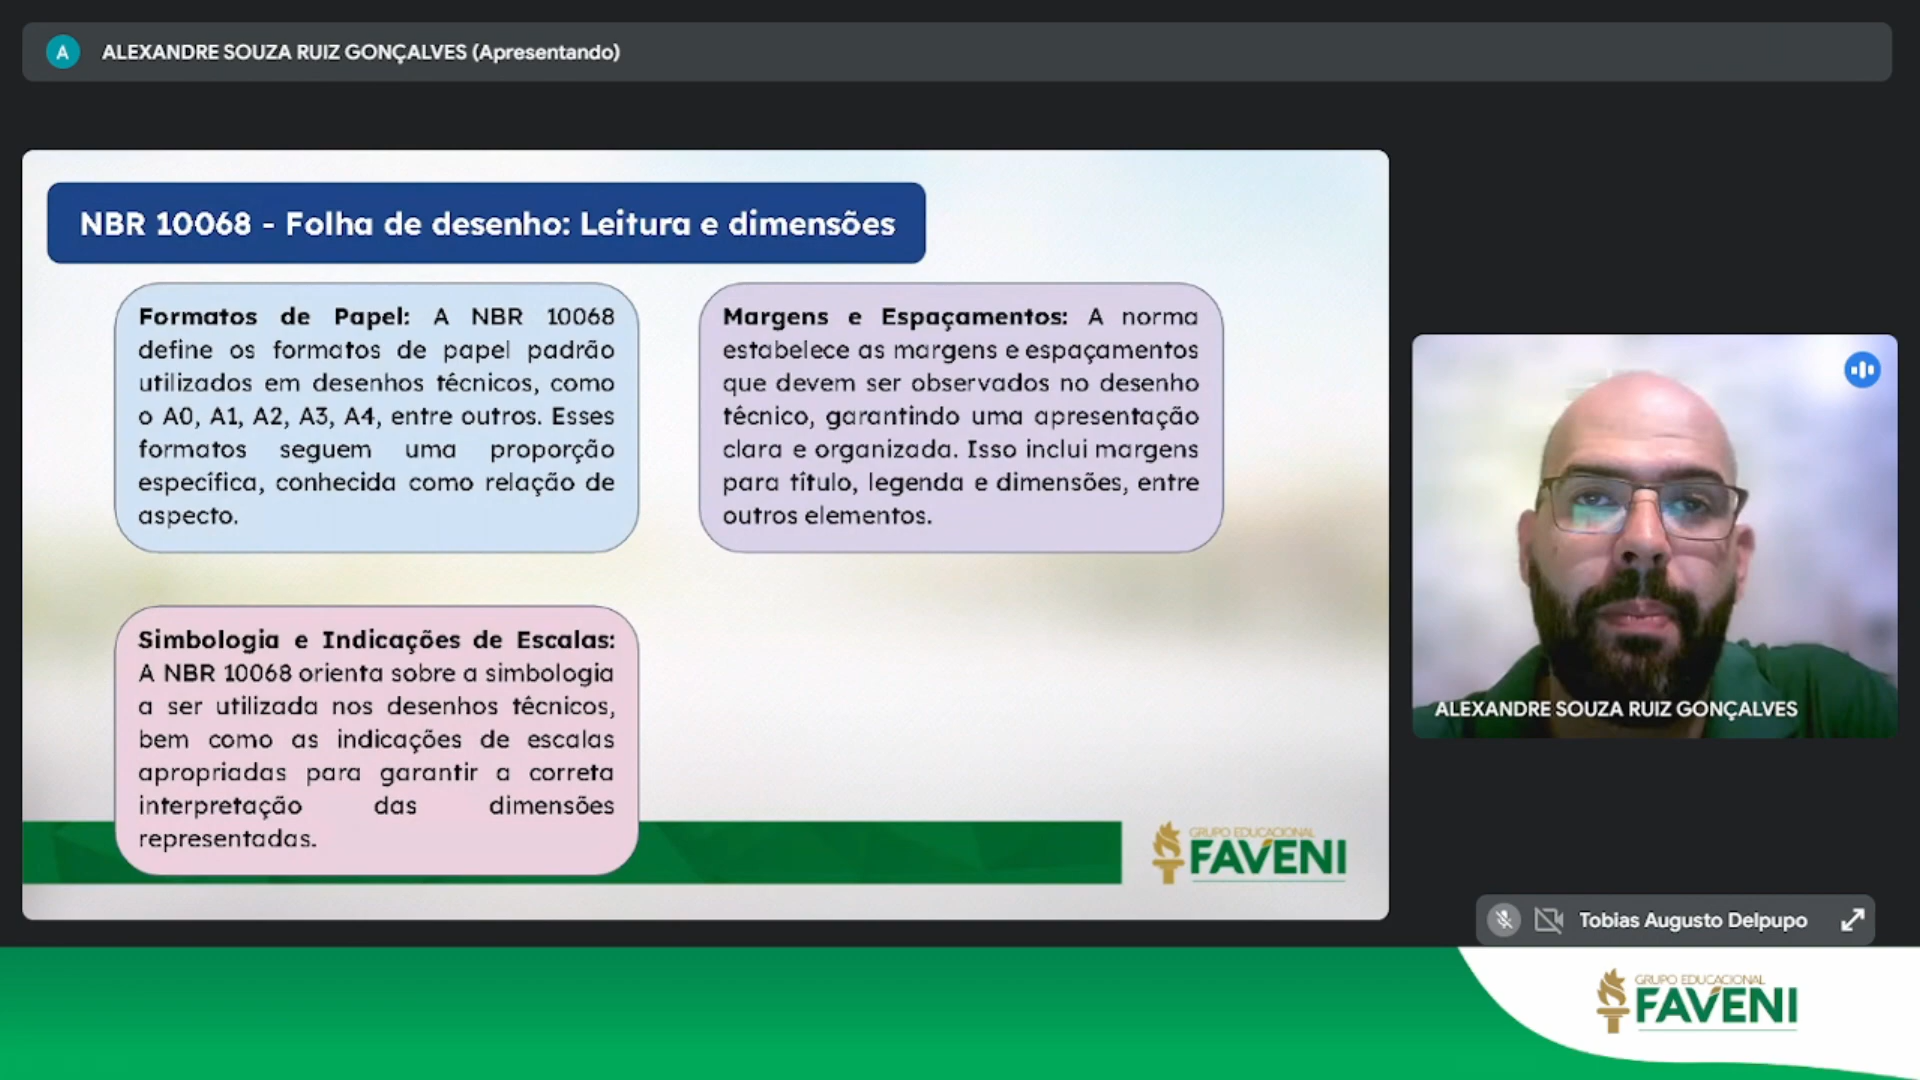 A
ALEXANDRE SOUZA RUIZ GONÇALVES (Apresentando)
NBR 10068 - Folha de desenho: Leitura e dimensões
Formatos de Papel: A NBR 10068
define os formatos de papel padrão
utilizados em desenhos técnicos, como
o A0, A1, A2, A3, A4, entre outros. Esses
formatos seguem uma proporção
específica, conhecida como relação de
aspecto.
Margens e Espaçamentos: A norma
estabelece as margens e espaçamentos
que devem ser observados no desenho
técnico, garantindo uma apresentação
clara e organizada. Isso inclui margens
para título, legenda e dimensões, entre
outros elementos.
Simbologia e Indicações de Escalas:
A NBR 10068 orienta sobre a simbologia
a ser utilizada nos desenhos técnicos,
bem como as indicações de escalas
apropriadas para garantir a correta
interpretação das dimensões
representadas.
GRUPO EDUCACIONAL
FAVENI
ALEXANDRE SOUZA RUIZ GONÇALVES
Tobias Augusto Delpupo
GRUPO EDUCACIONAL
FAVENI